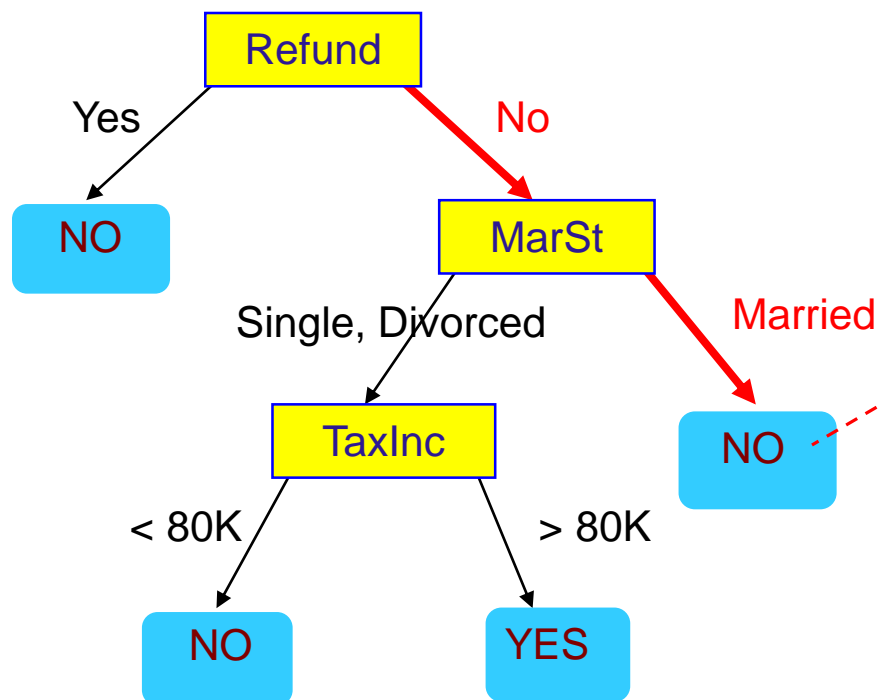 Refund
Yes
No
NO
MarSt
Single, Divorced
Married
TaxInc
NO
< 80K
> 80K
NO
YES